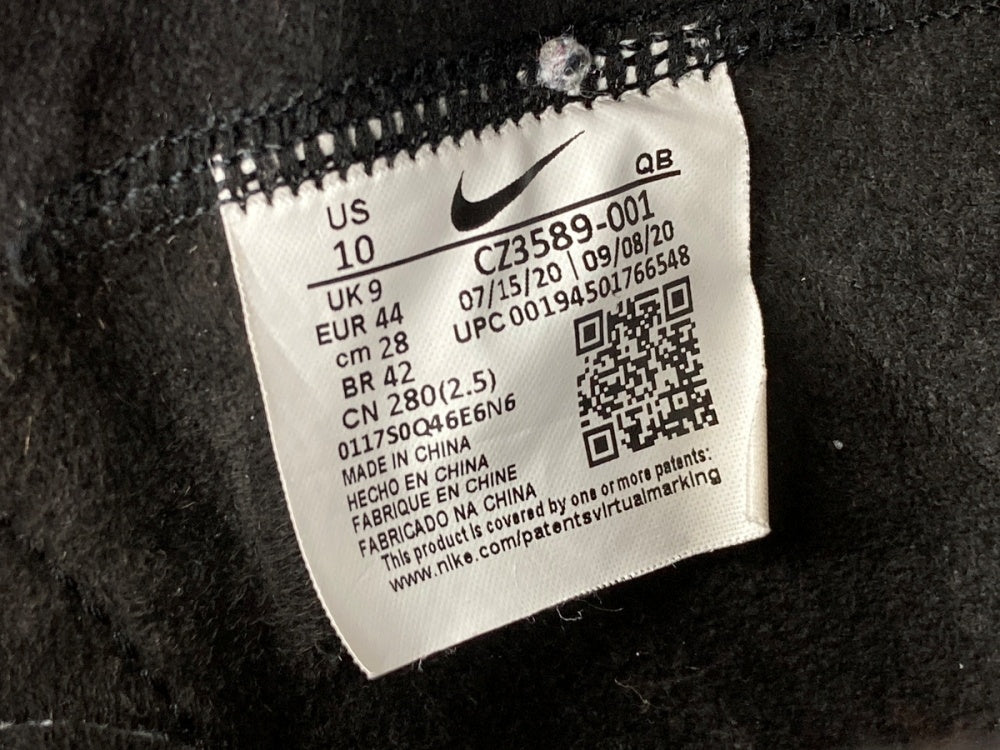 US
10
UK 9
EUR 44
cm 28
BR 42
CN 280(2.5)
0117S0Q46E6N6
MADE IN CHINA
HECHO EN CHINA
FABRIQUE EN CHINE
FABRICADO NA CHINA
QB
CZ3589-001
07/15/20 | 09/08/20
UPC 00194501766548
This product is covered by one or more patents:
www.nike.com/patentsvirtualmarking